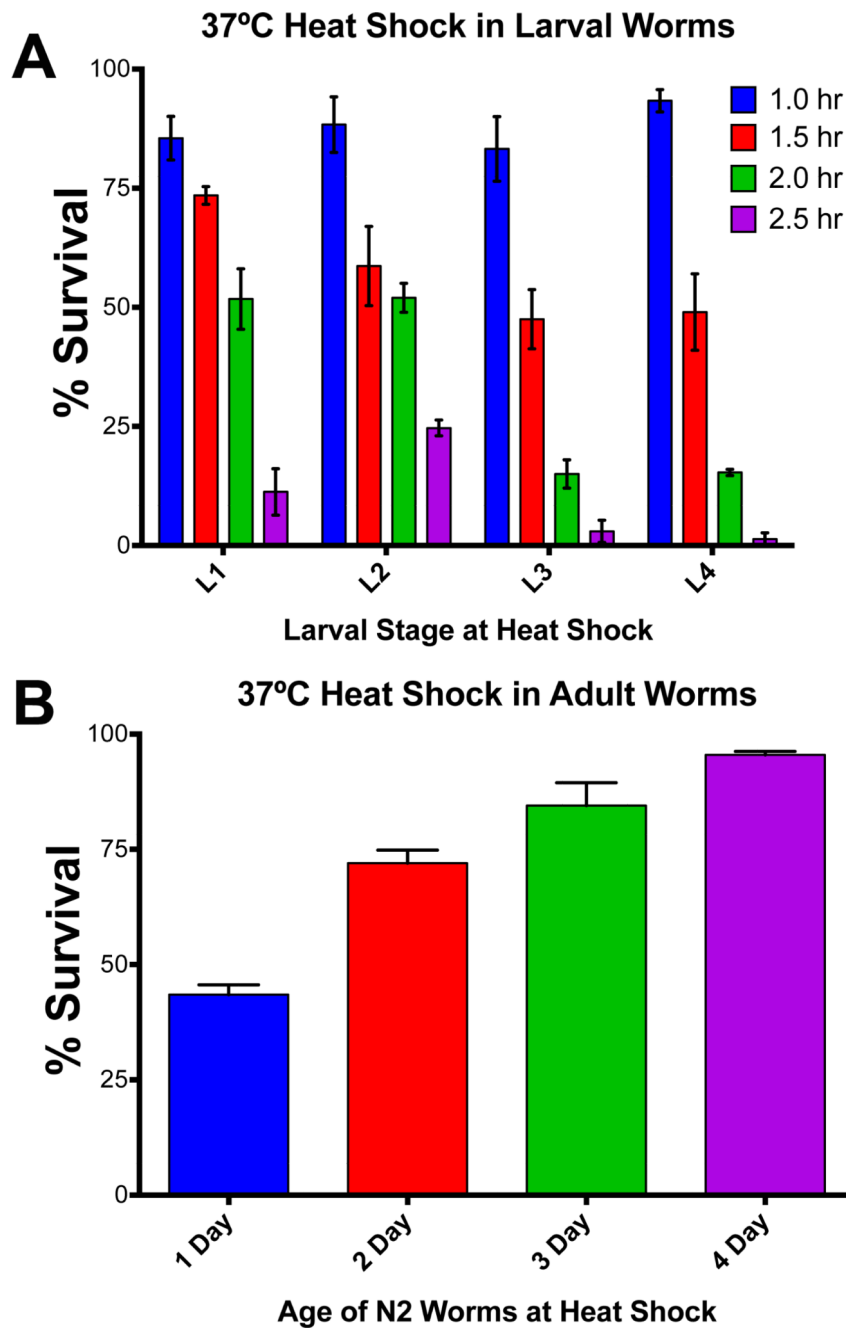 A
37ºC Heat Shock in Larval Worms
100
75
50
25
0
% Survival
1.0 hr
1.5 hr
2.0 hr
2.5 hr
L1
L2
L3
L4
Larval Stage at Heat Shock
B
37ºC Heat Shock in Adult Worms
100
75
50
25
0
% Survival
1 Day
2 Day
3 Day
4 Day
Age of N2 Worms at Heat Shock